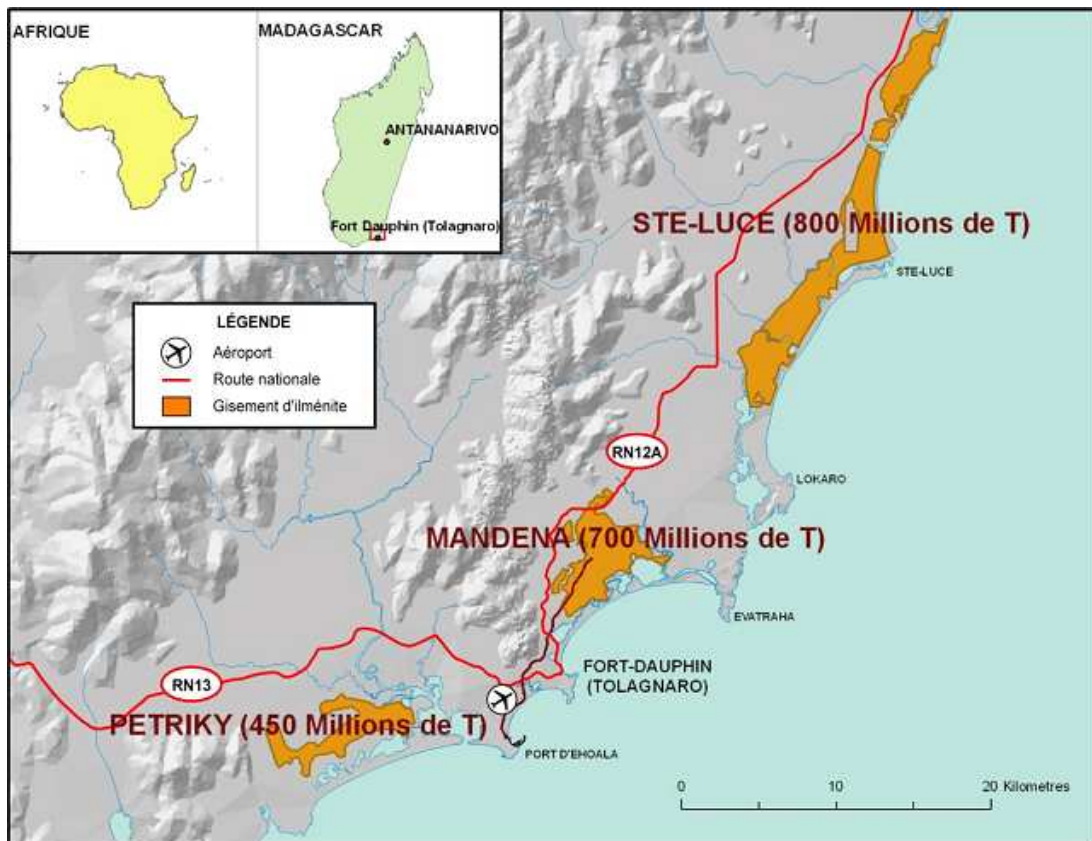 AFRIQUE
MADAGASCAR
ANTANANARIVO
Fort Dauphin (Tolagnaro)
STE-LUCE (800 Millions de T)
STE-LUCE
LÉGENDE
Aéroport
Route nationale
Gisement d'ilménite
RN12A
LOKARO
MANDENA (700 Millions de T)
EVATRAHA
FORT-DAUPHIN
(TOLAGNARO)
RN13
PETRIKY (450 Millions de T)
PORT D'EHOALA
0 10 20 Kilometres